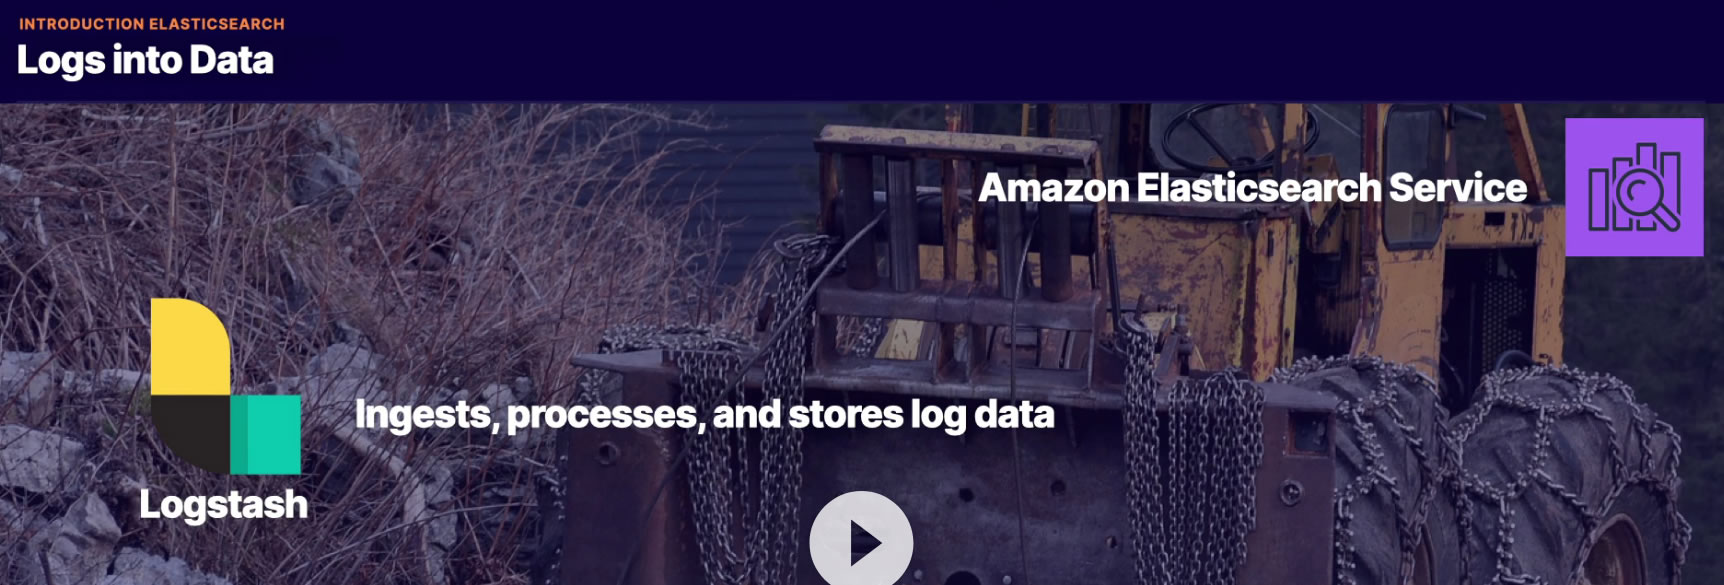 INTRODUCTION ELASTICSEARCH
Logs into Data
Amazon Elasticsearch Service
Ingests, processes, and stores log data
Logstash